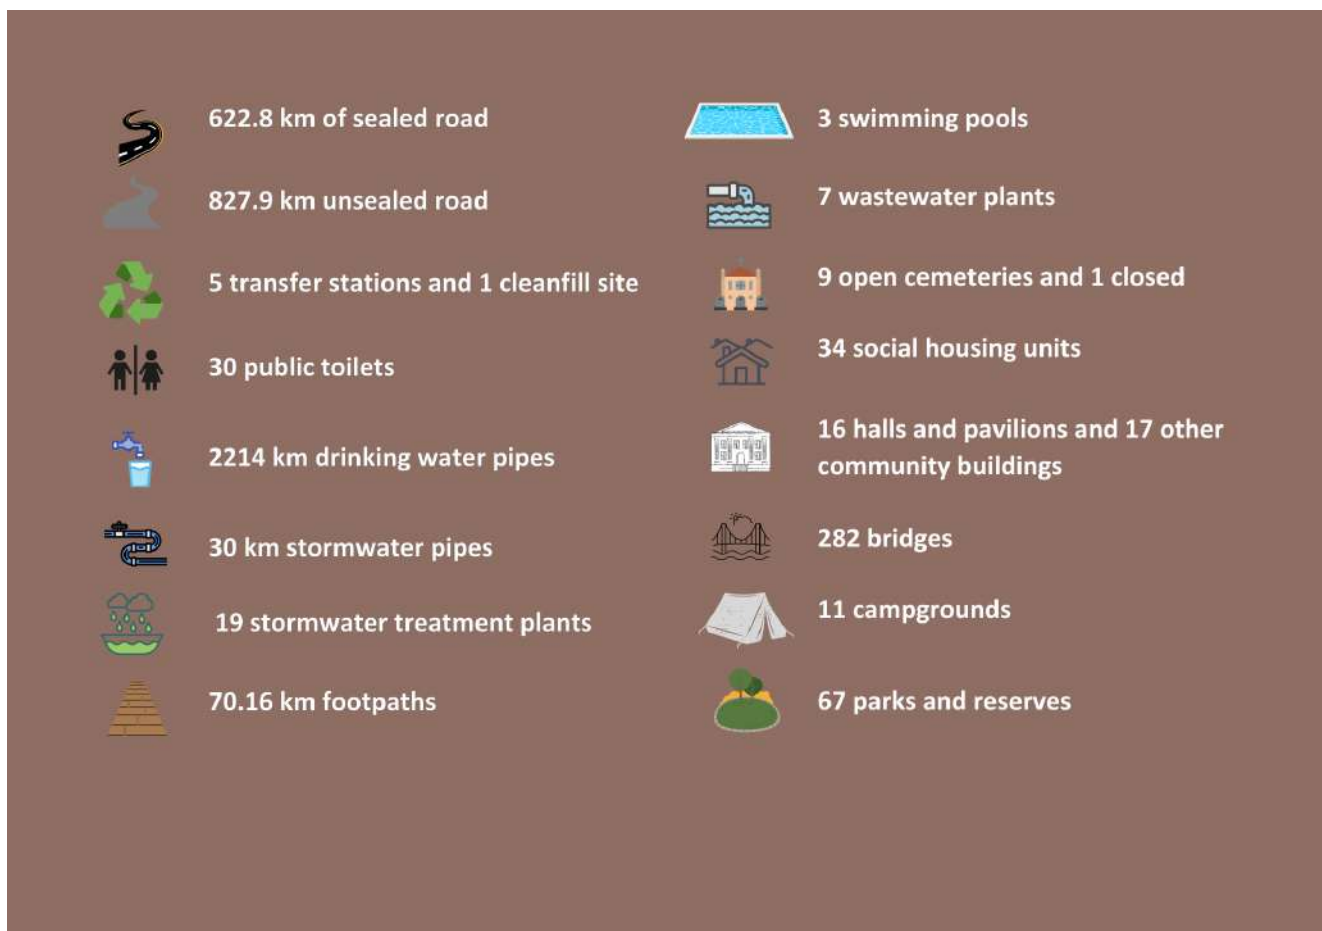 622.8 km of sealed road
827.9 km unsealed road
5 transfer stations and 1 cleanfill site
30 public toilets
2214 km drinking water pipes
30 km stormwater pipes
19 stormwater treatment plants
70.16 km footpaths
3 swimming pools
7 wastewater plants
9 open cemeteries and 1 closed
34 social housing units
16 halls and pavilions and 17 other
community buildings
282 bridges
11 campgrounds
67 parks and reserves